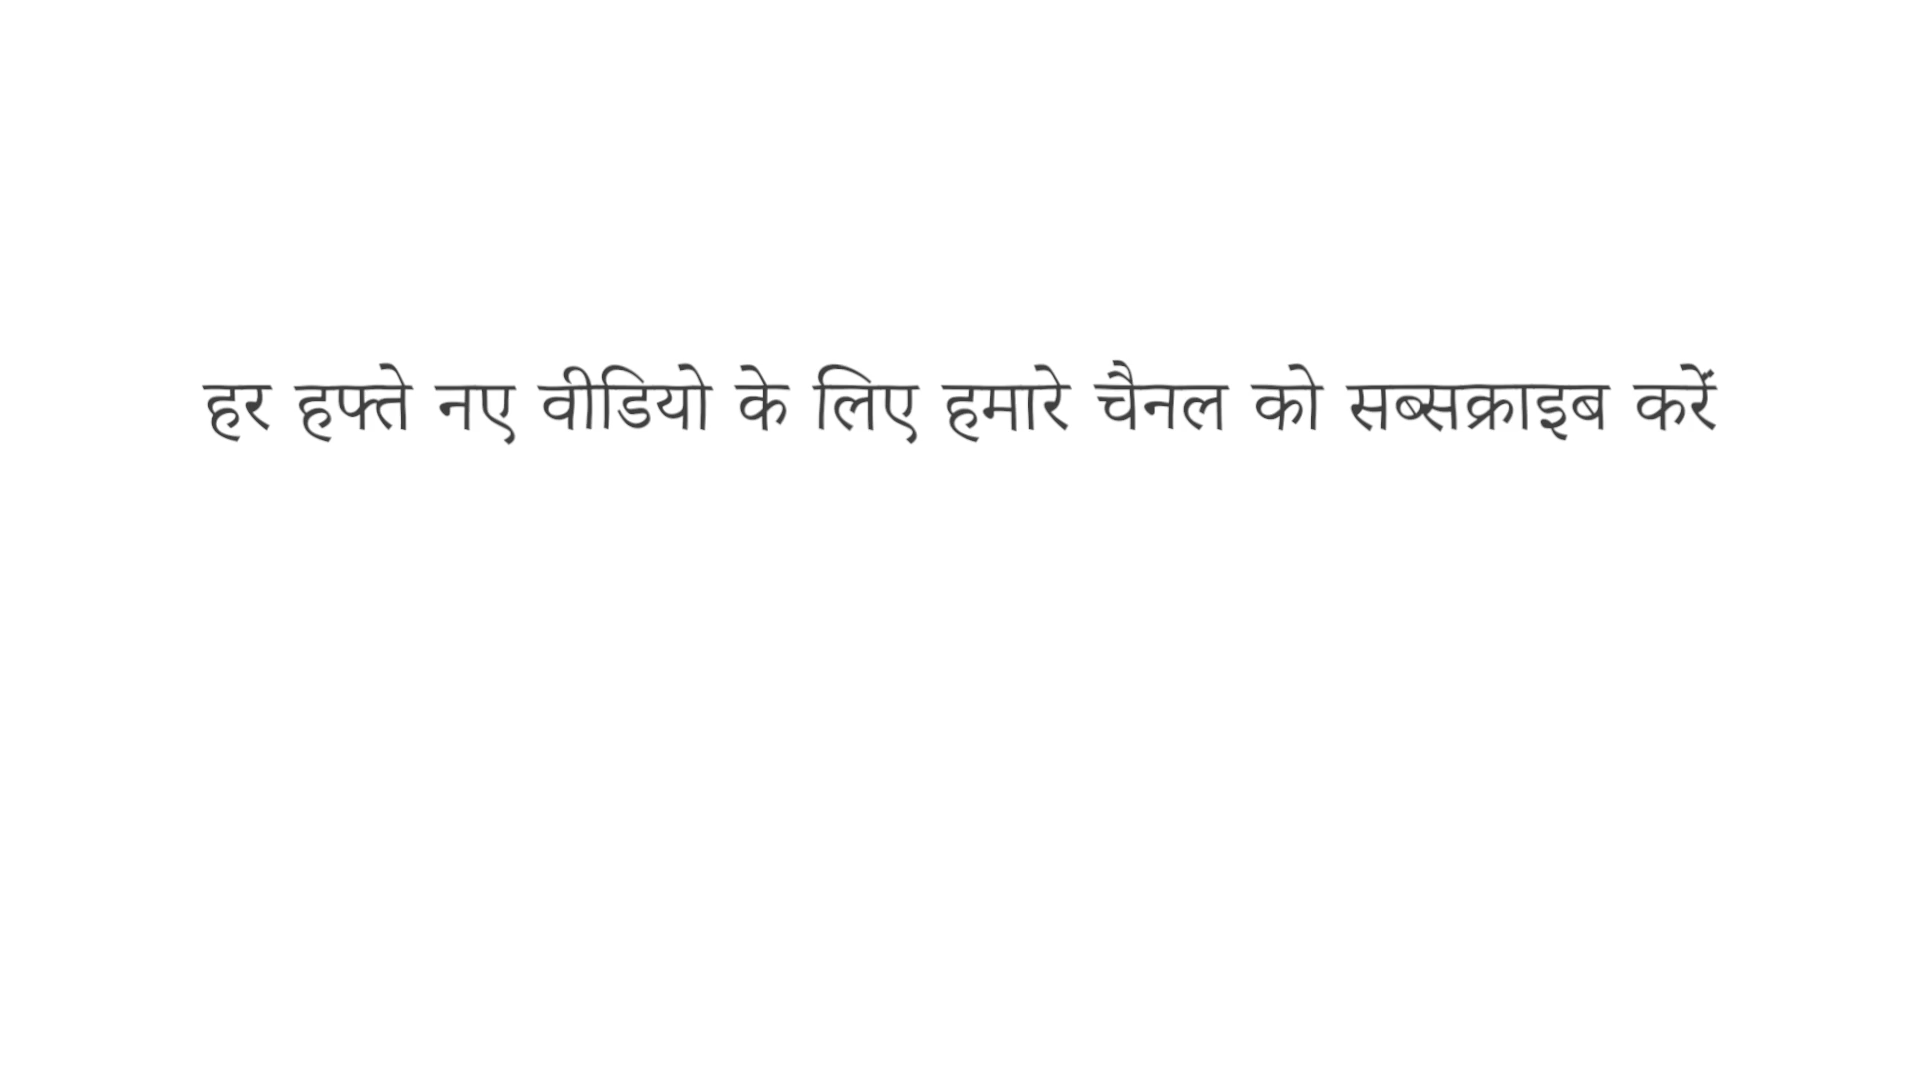 हर हफ्ते नए वीडियो के लिए हमारे चैनल को सब्सक्राइब करें